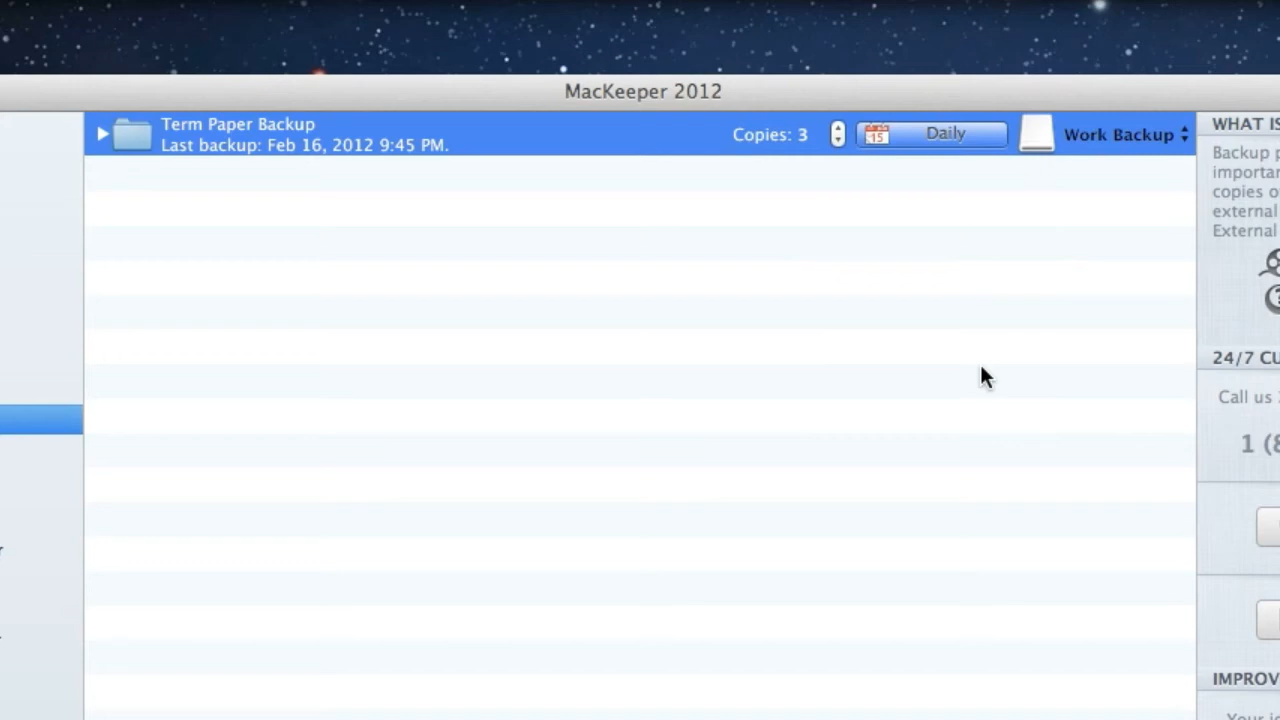 MacKeeper 2012
Term Paper Backup
Last backup: Feb 16, 2012 9:45 PM.
Copies: 3
15
Daily
Work Backup
WHAT IS
Backup
importan
copies o
external
External
24/7 CU
Call us
1 (8
IMPROV